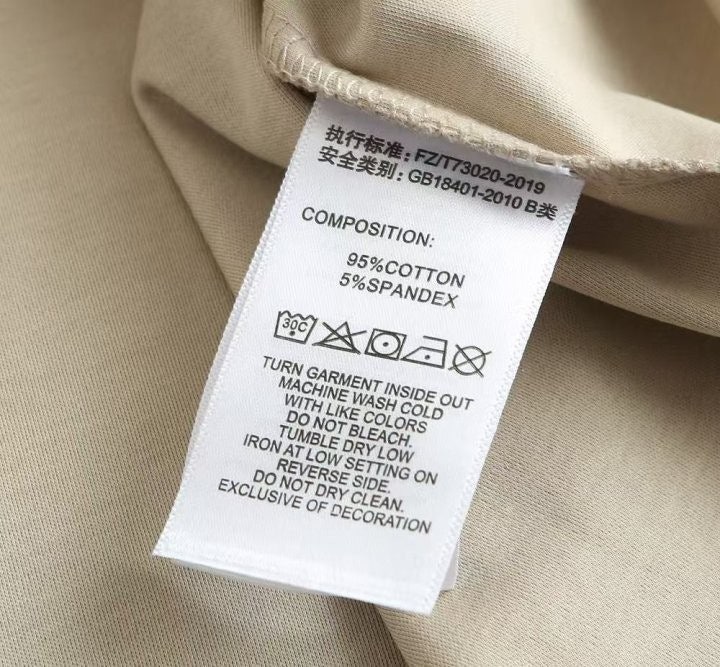 执行标准: FZ/T73020-2019
安全类别: GB18401-2010 B类
COMPOSITION:
95%COTTON
5%SPANDEX
30C
TURN GARMENT INSIDE OUT
MACHINE WASH COLD
WITH LIKE COLORS
DO NOT BLEACH.
TUMBLE DRY LOW
IRON AT LOW SETTING ON
REVERSE SIDE.
DO NOT DRY CLEAN.
EXCLUSIVE OF DECORATION